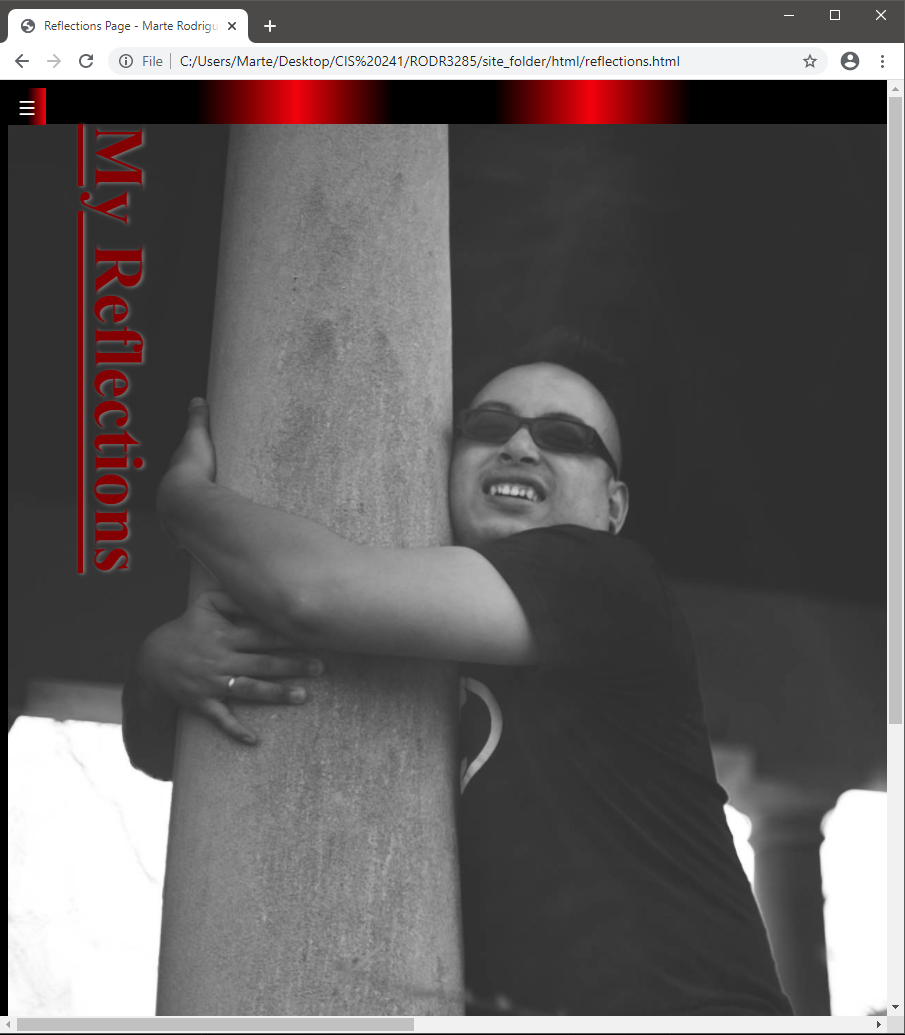 Reflections Page - Marte Rodrigu
File
C:/Users/Marte/Desktop/CIS%20241/RODR3285/site_folder/html/reflections.html
My Reflections